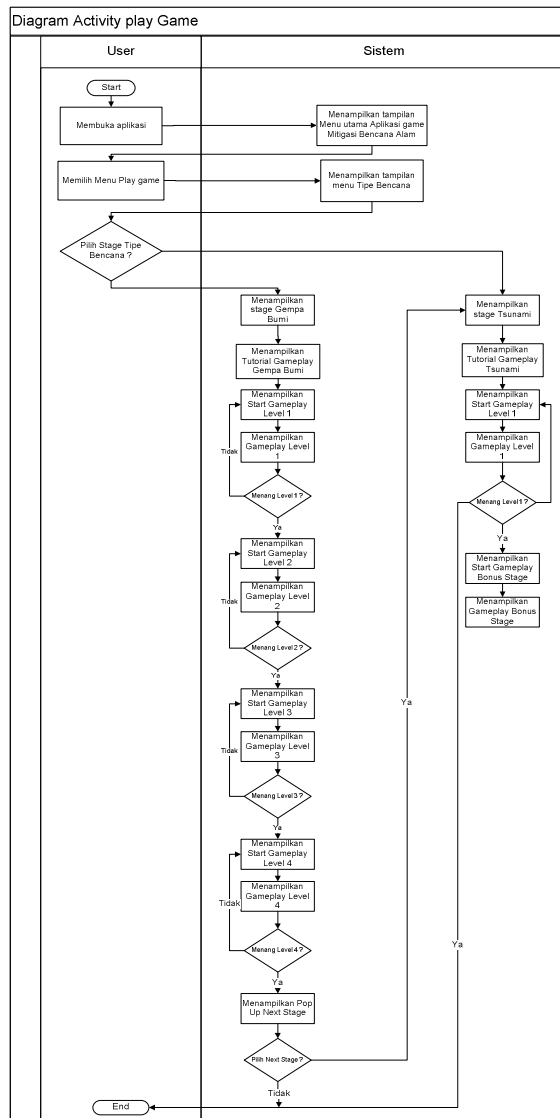 Diagram Activity play Game
User
Sistem
Start
Membuka aplikasi
Menampilkan tampilan
Menu utama Aplikasi game
Mitigasi Bencana Alam
Memilih Menu Play game
Menampilkan tampilan
menu Tipe Bencana
Pilih Stage Tipe
Bencana ?
Menampilkan
stage Gempa
Bumi
Menampilkan
Tutorial Gameplay
Gempa Bumi
Menampilkan
Start Gameplay
Level 1
Menampilkan
Gameplay Level
1
Tidak
Menang Level 1 ?
Ya
Menampilkan
Start Gameplay
Level 2
Menampilkan
Gameplay Level
2
Tidak
Menang Level 2 ?
Ya
Menampilkan
Start Gameplay
Level 3
Menampilkan
Gameplay Level
3
Tidak
Menang Level 3 ?
Ya
Menampilkan
Start Gameplay
Level 4
Menampilkan
Gameplay Level
4
Tidak
Menang Level 4 ?
Ya
Menampilkan Pop
Up Next Stage
Pilih Next Stage ?
Tidak
Ya
Menampilkan
stage Tsunami
Menampilkan
Tutorial Gameplay
Tsunami
Menampilkan
Start Gameplay
Level 1
Menampilkan
Gameplay Level
1
Menang Level 1 ?
Ya
Menampilkan
Start Gameplay
Bonus Stage
Menampilkan
Gameplay Bonus
Stage
Ya
End